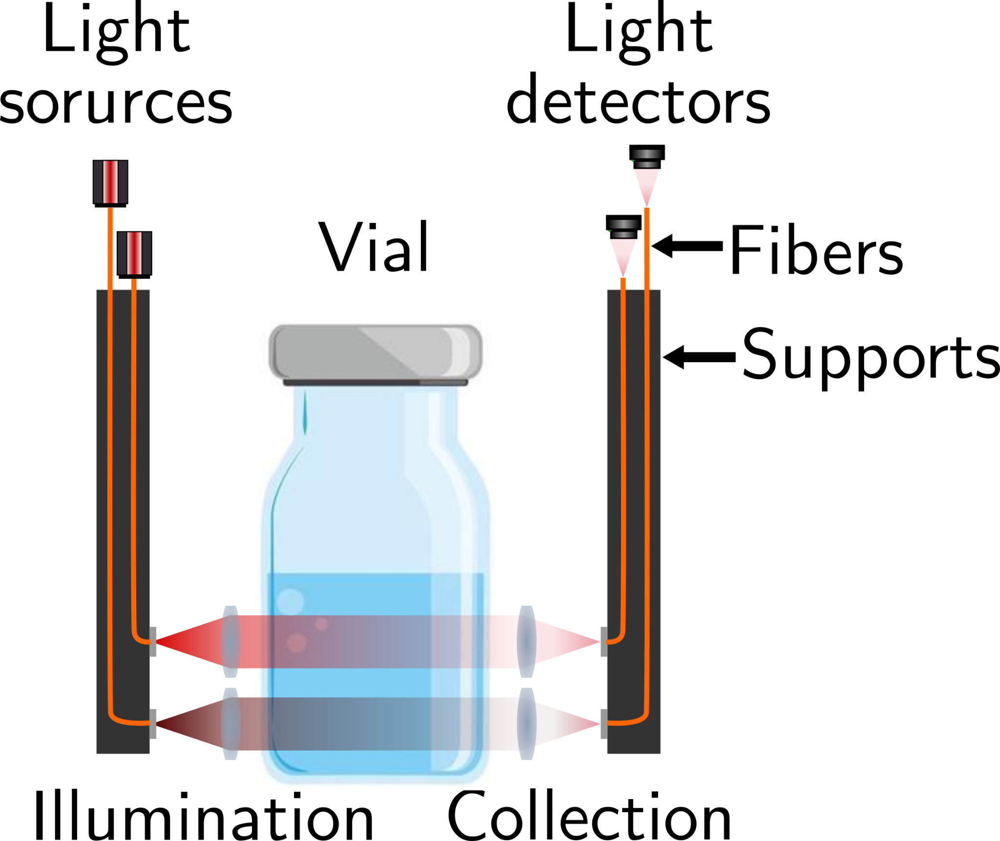 Light
sorurces
Light
detectors
Vial
Fibers
Supports
Illumination
Collection